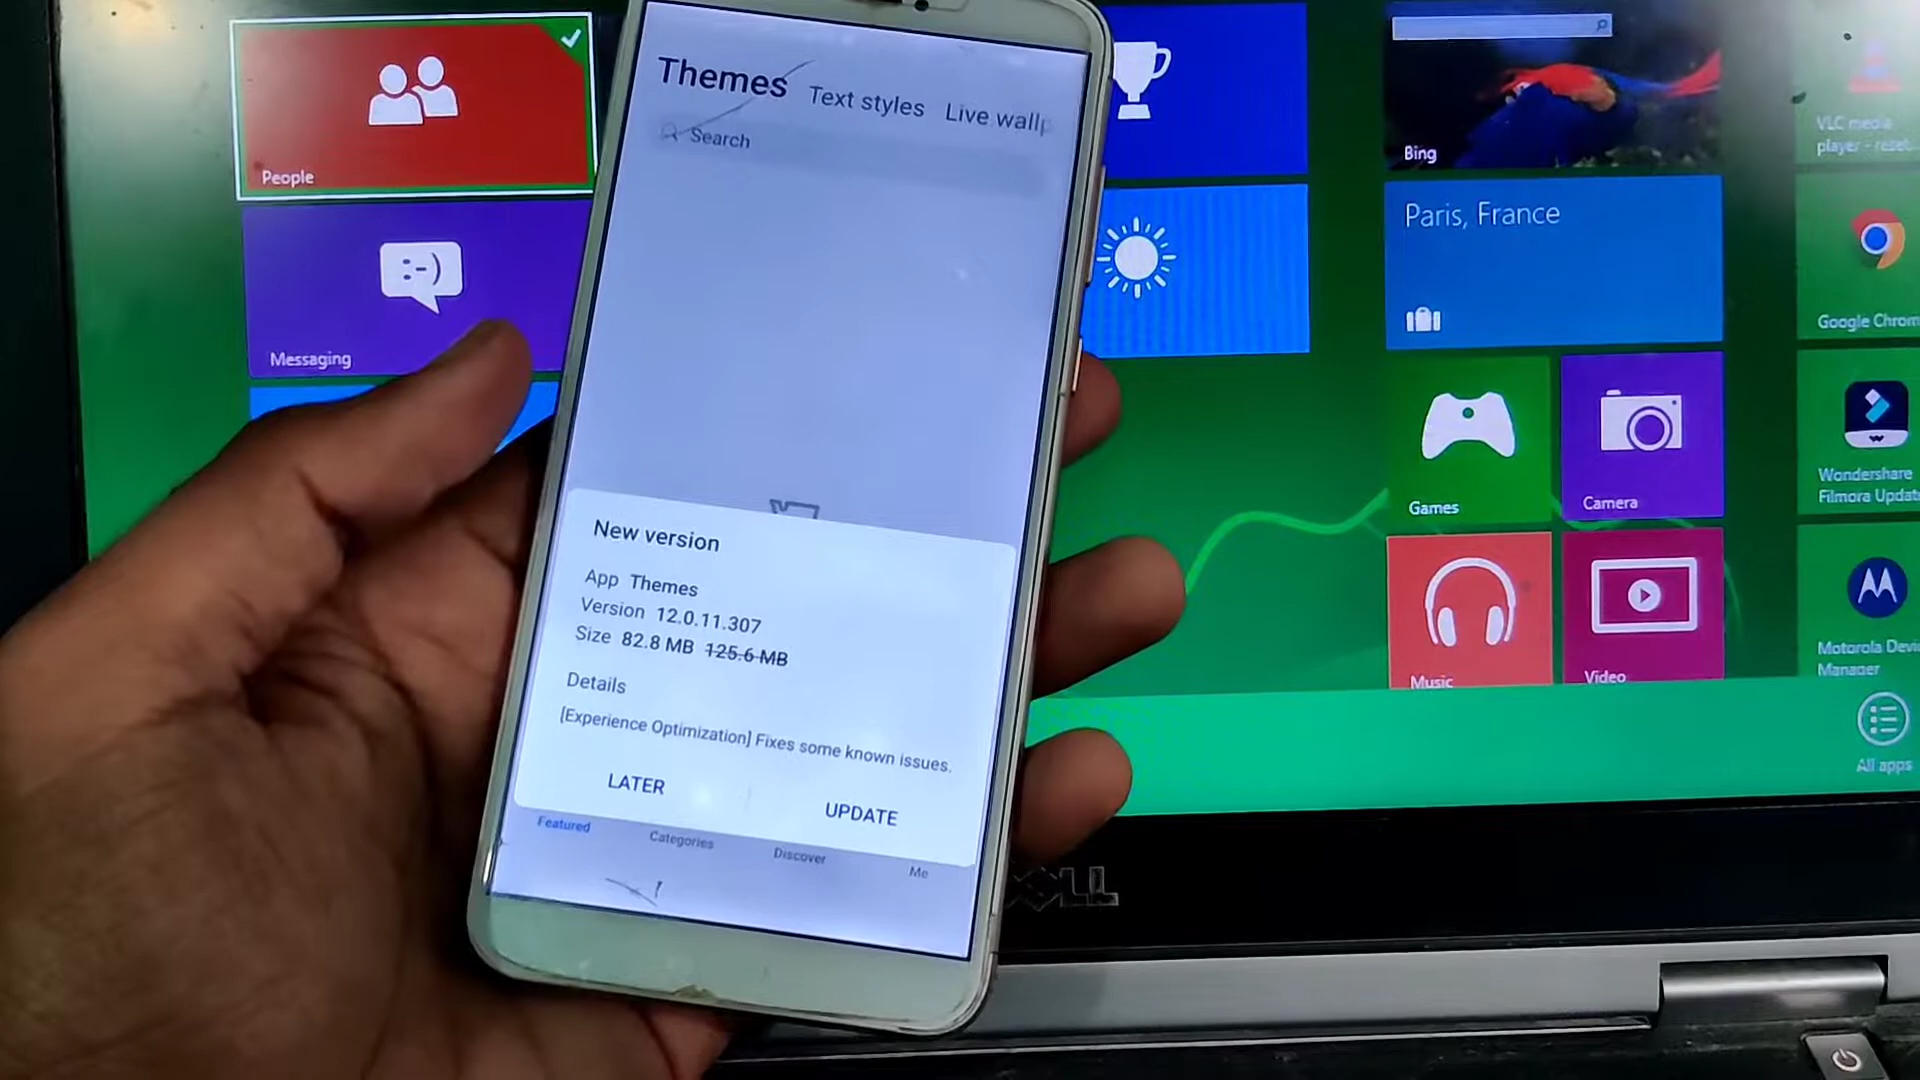 Themes Text styles Live wallp
Search
New version
App Themes
Version 12.0.11.307
Size 82.8 MB 125.6 MB
Details
[Experience Optimization] Fixes some known issues.
LATER UPDATE
Featured Categories Discover Me
People
:-)
Messaging
Bing
Paris, France
Games
Camera
Music
Video
VLC media
player - reset...
Google Chrom
Wondershare
Filmora Updat
Motorola Devi
Manager
All apps
DELL